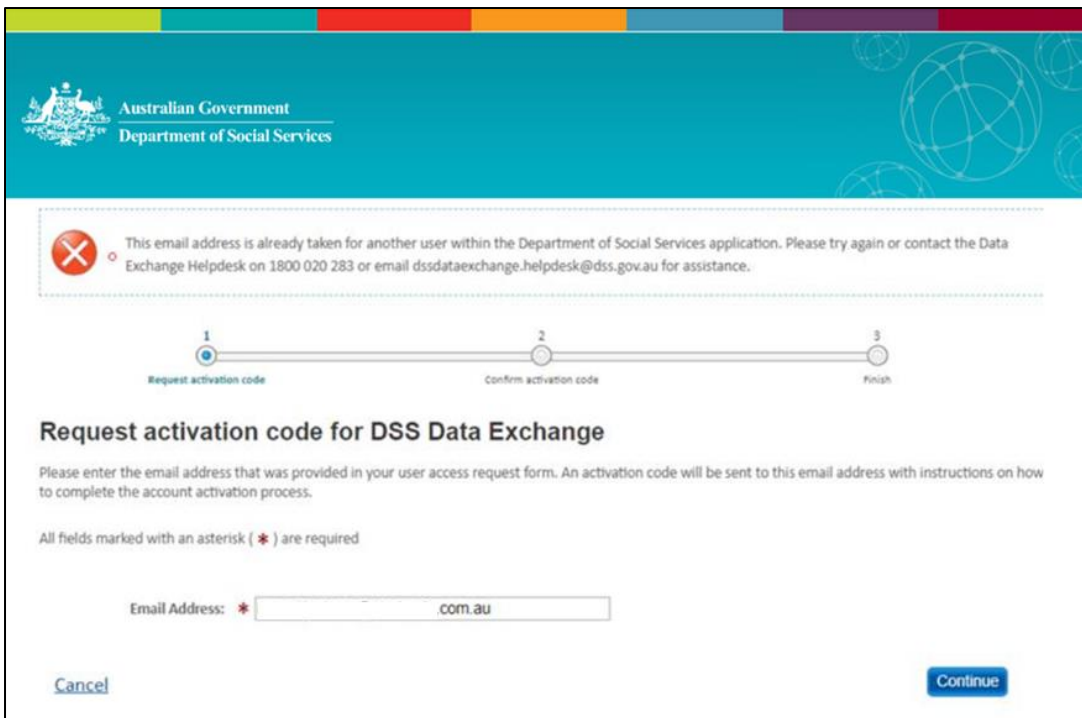 Australian Government
Department of Social Services
This email address is already taken for another user within the Department of Social Services application. Please try again or contact the Data
Exchange Helpdesk on 1800 020 283 or email dssdataexchange.helpdesk@dss.gov.au for assistance.
1 2 3
Request activation code Confirm activation code Finish
Request activation code for DSS Data Exchange
Please enter the email address that was provided in your user access request form. An activation code will be sent to this email address with instructions on how
to complete the account activation process.
All fields marked with an asterisk ( * ) are required
Email Address: * .com.au
Cancel Continue